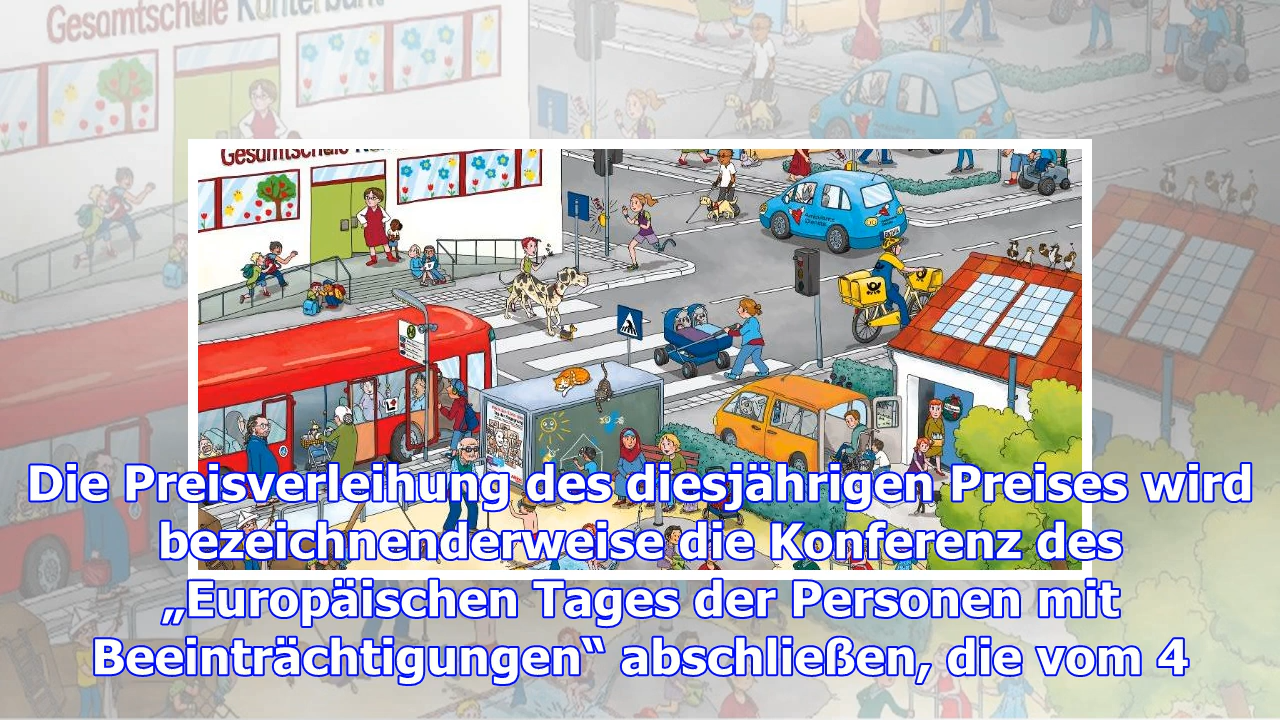 Gesamtschule Kunterbunt
Gesamtschule
Die Preisverleihung des diesjährigen Preises wird
bezeichnenderweise die Konferenz des
„Europäischen Tages der Personen mit
Beeinträchtigungen“ abschließen, die vom 4